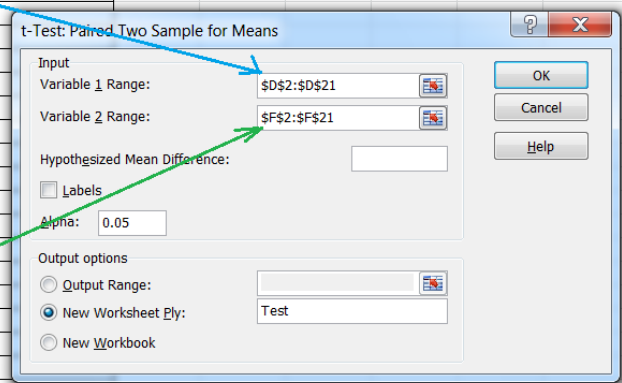 t-Test: Paired Two Sample for Means
Input
Variable 1 Range: $D$2:$D$21
Variable 2 Range: $F$2:$F$21
Hypothesized Mean Difference:
Labels
Alpha: 0.05
Output options
Output Range:
New Worksheet Ply: Test
New Workbook
OK
Cancel
Help